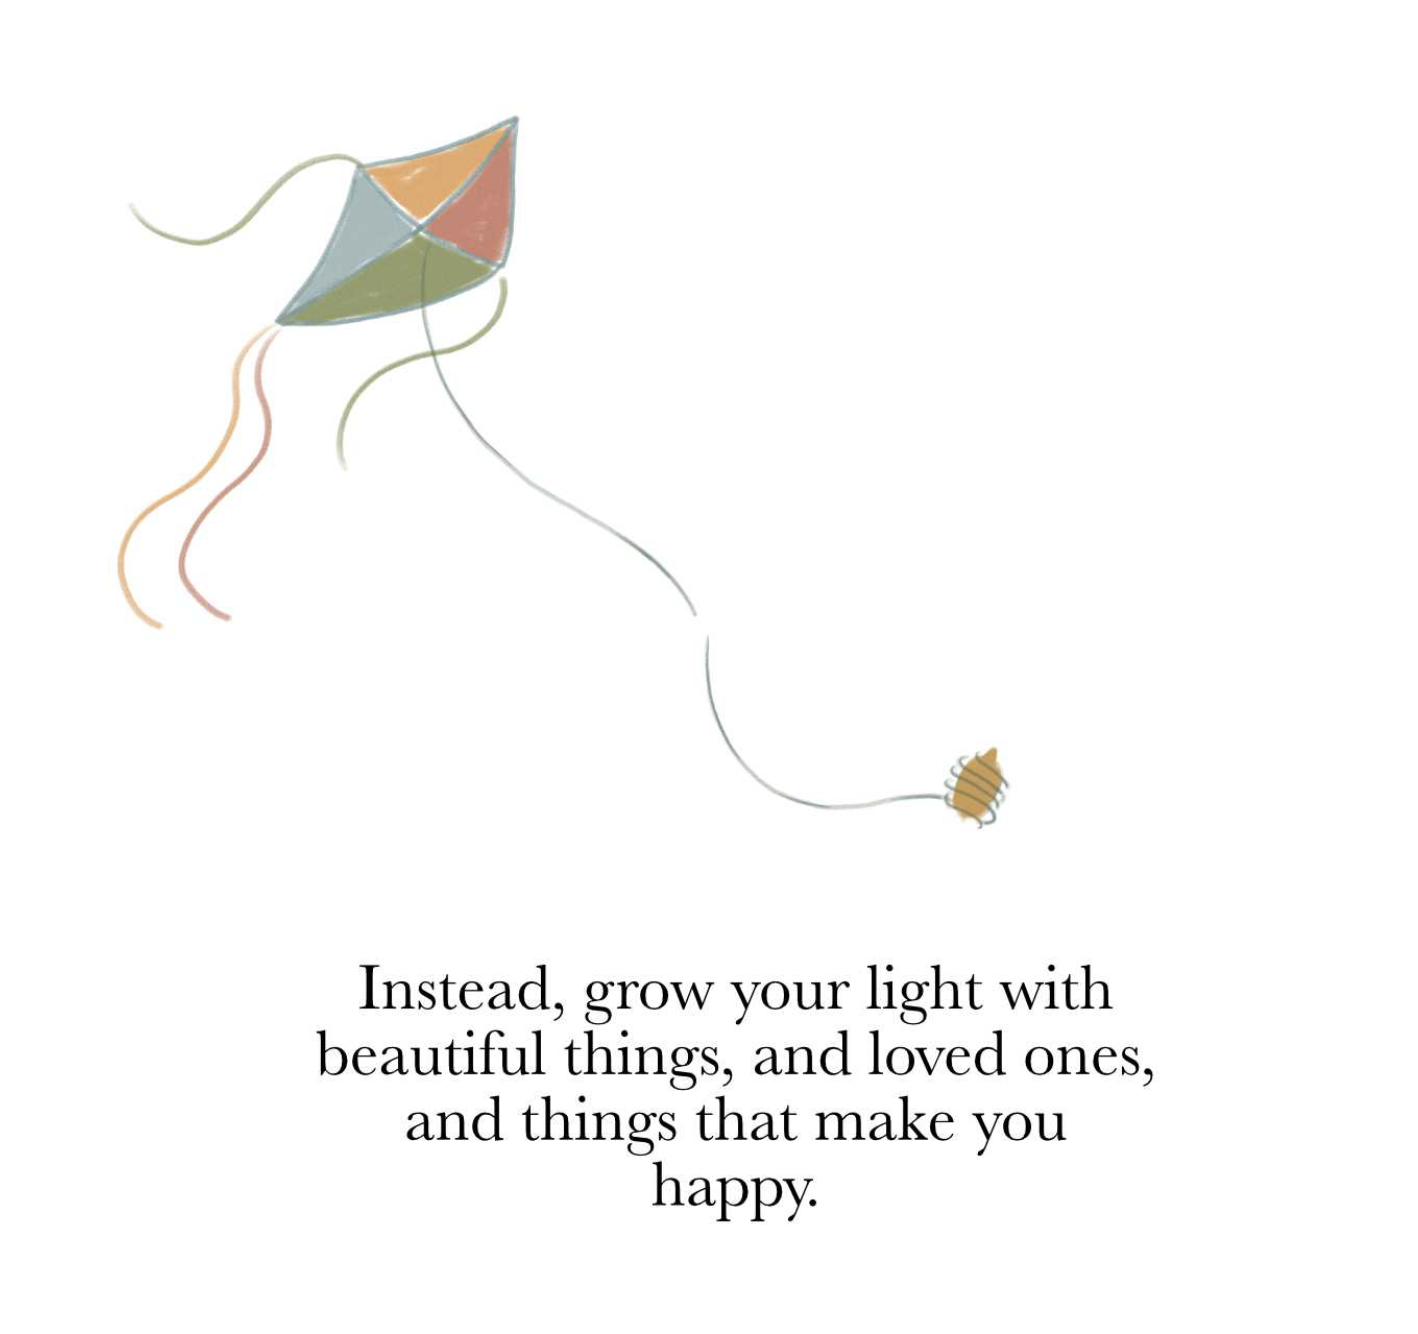 Instead, grow your light with
beautiful things, and loved ones,
and things that make you
happy.